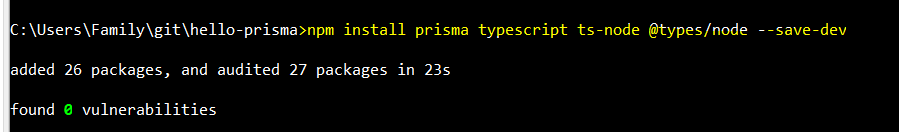 C:\Users\Family\git\hello-prisma>npm install prisma typescript ts-node @types/node --save-dev
added 26 packages, and audited 27 packages in 23s
found 0 vulnerabilities